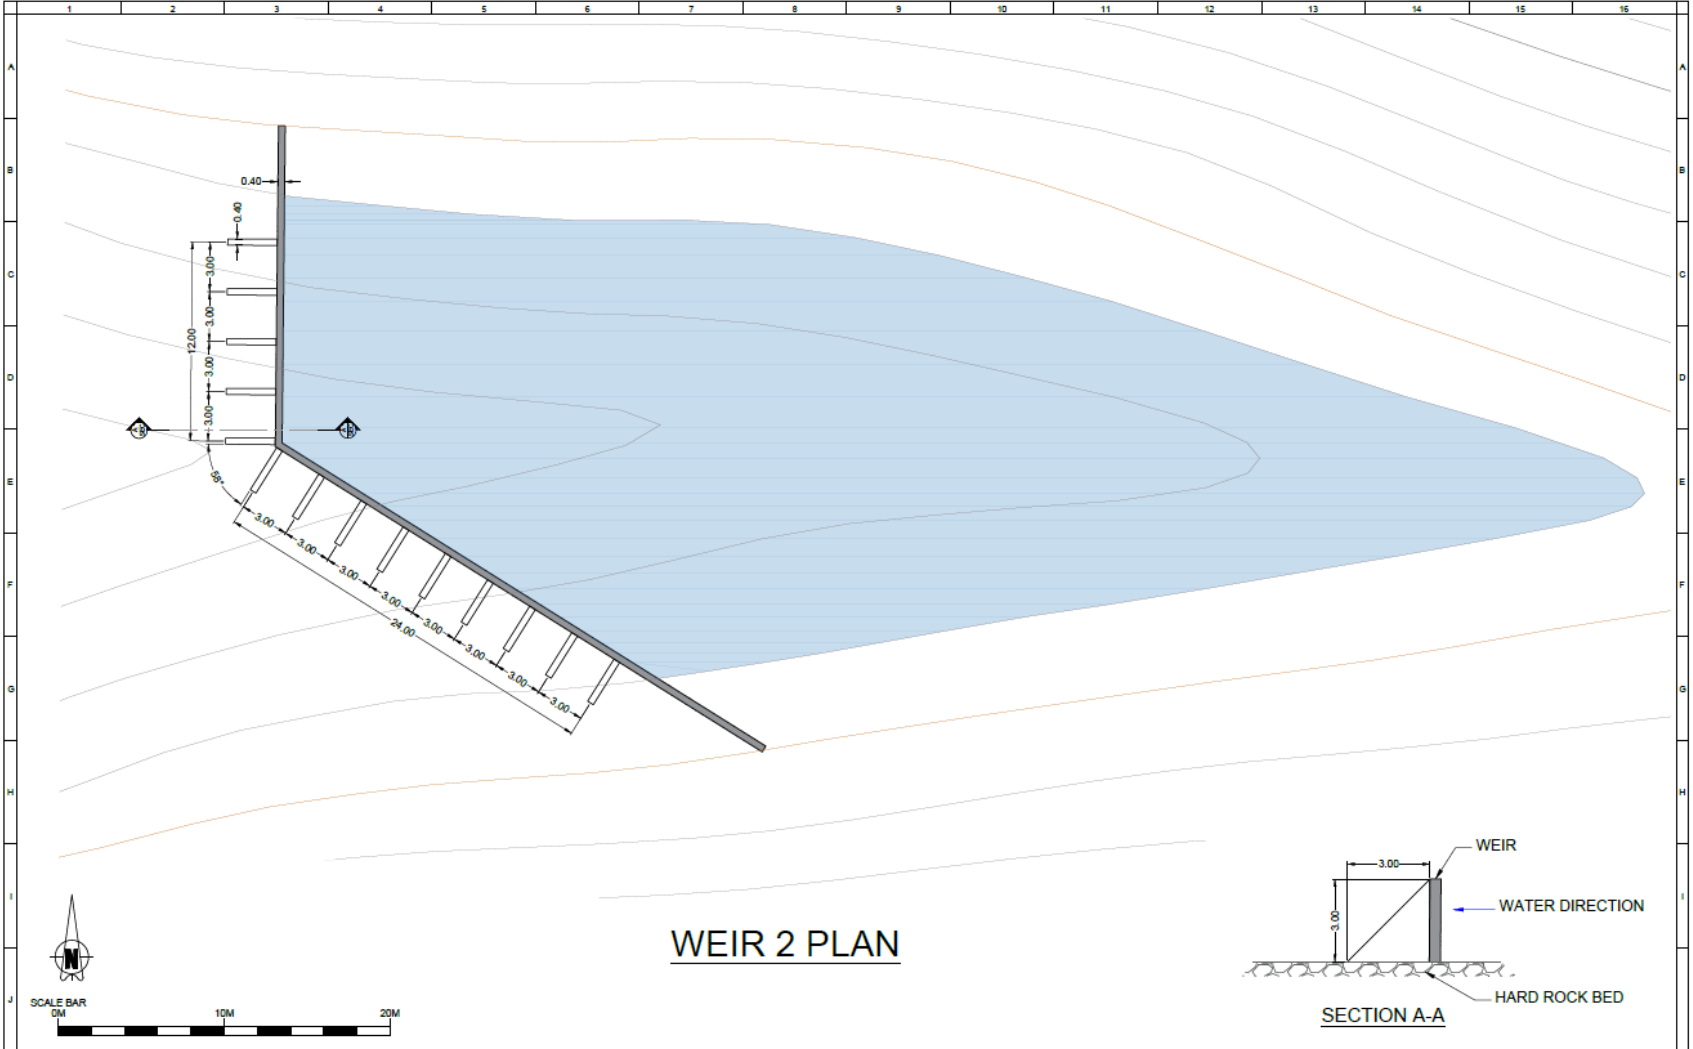 1 2 3 4 5 6 7 8 9 10 11 12 13 14 15 16
A A
B B
0.40
0.40
C C
3.00
3.00
12.00
3.00
D D
3.00
58°
E E
3.00
3.00
3.00
3.00
3.00
3.00
3.00
3.00
24.00
F F
G G
H H
I I
J
WEIR
3.00
3.00
WATER DIRECTION
HARD ROCK BED
SECTION A-A
WEIR 2 PLAN
N
SCALE BAR
0M 10M 20M